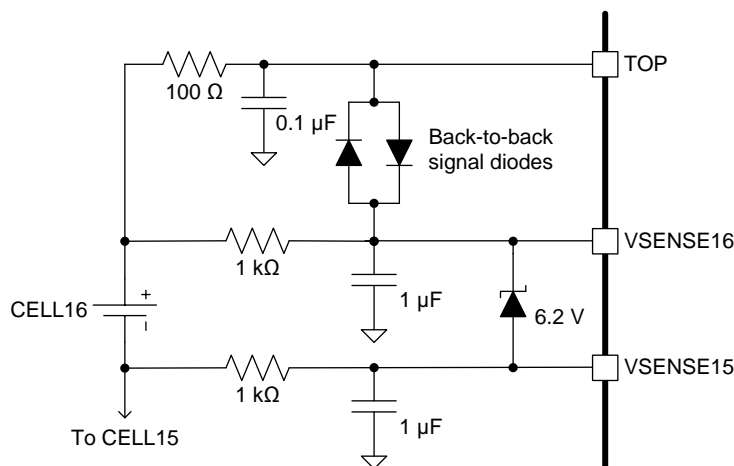 TOP
100 Ω
0.1 µF
Back-to-back
signal diodes
VSENSE16
1 kΩ
CELL16
+
–
1 µF
6.2 V
VSENSE15
1 kΩ
1 µF
To CELL15